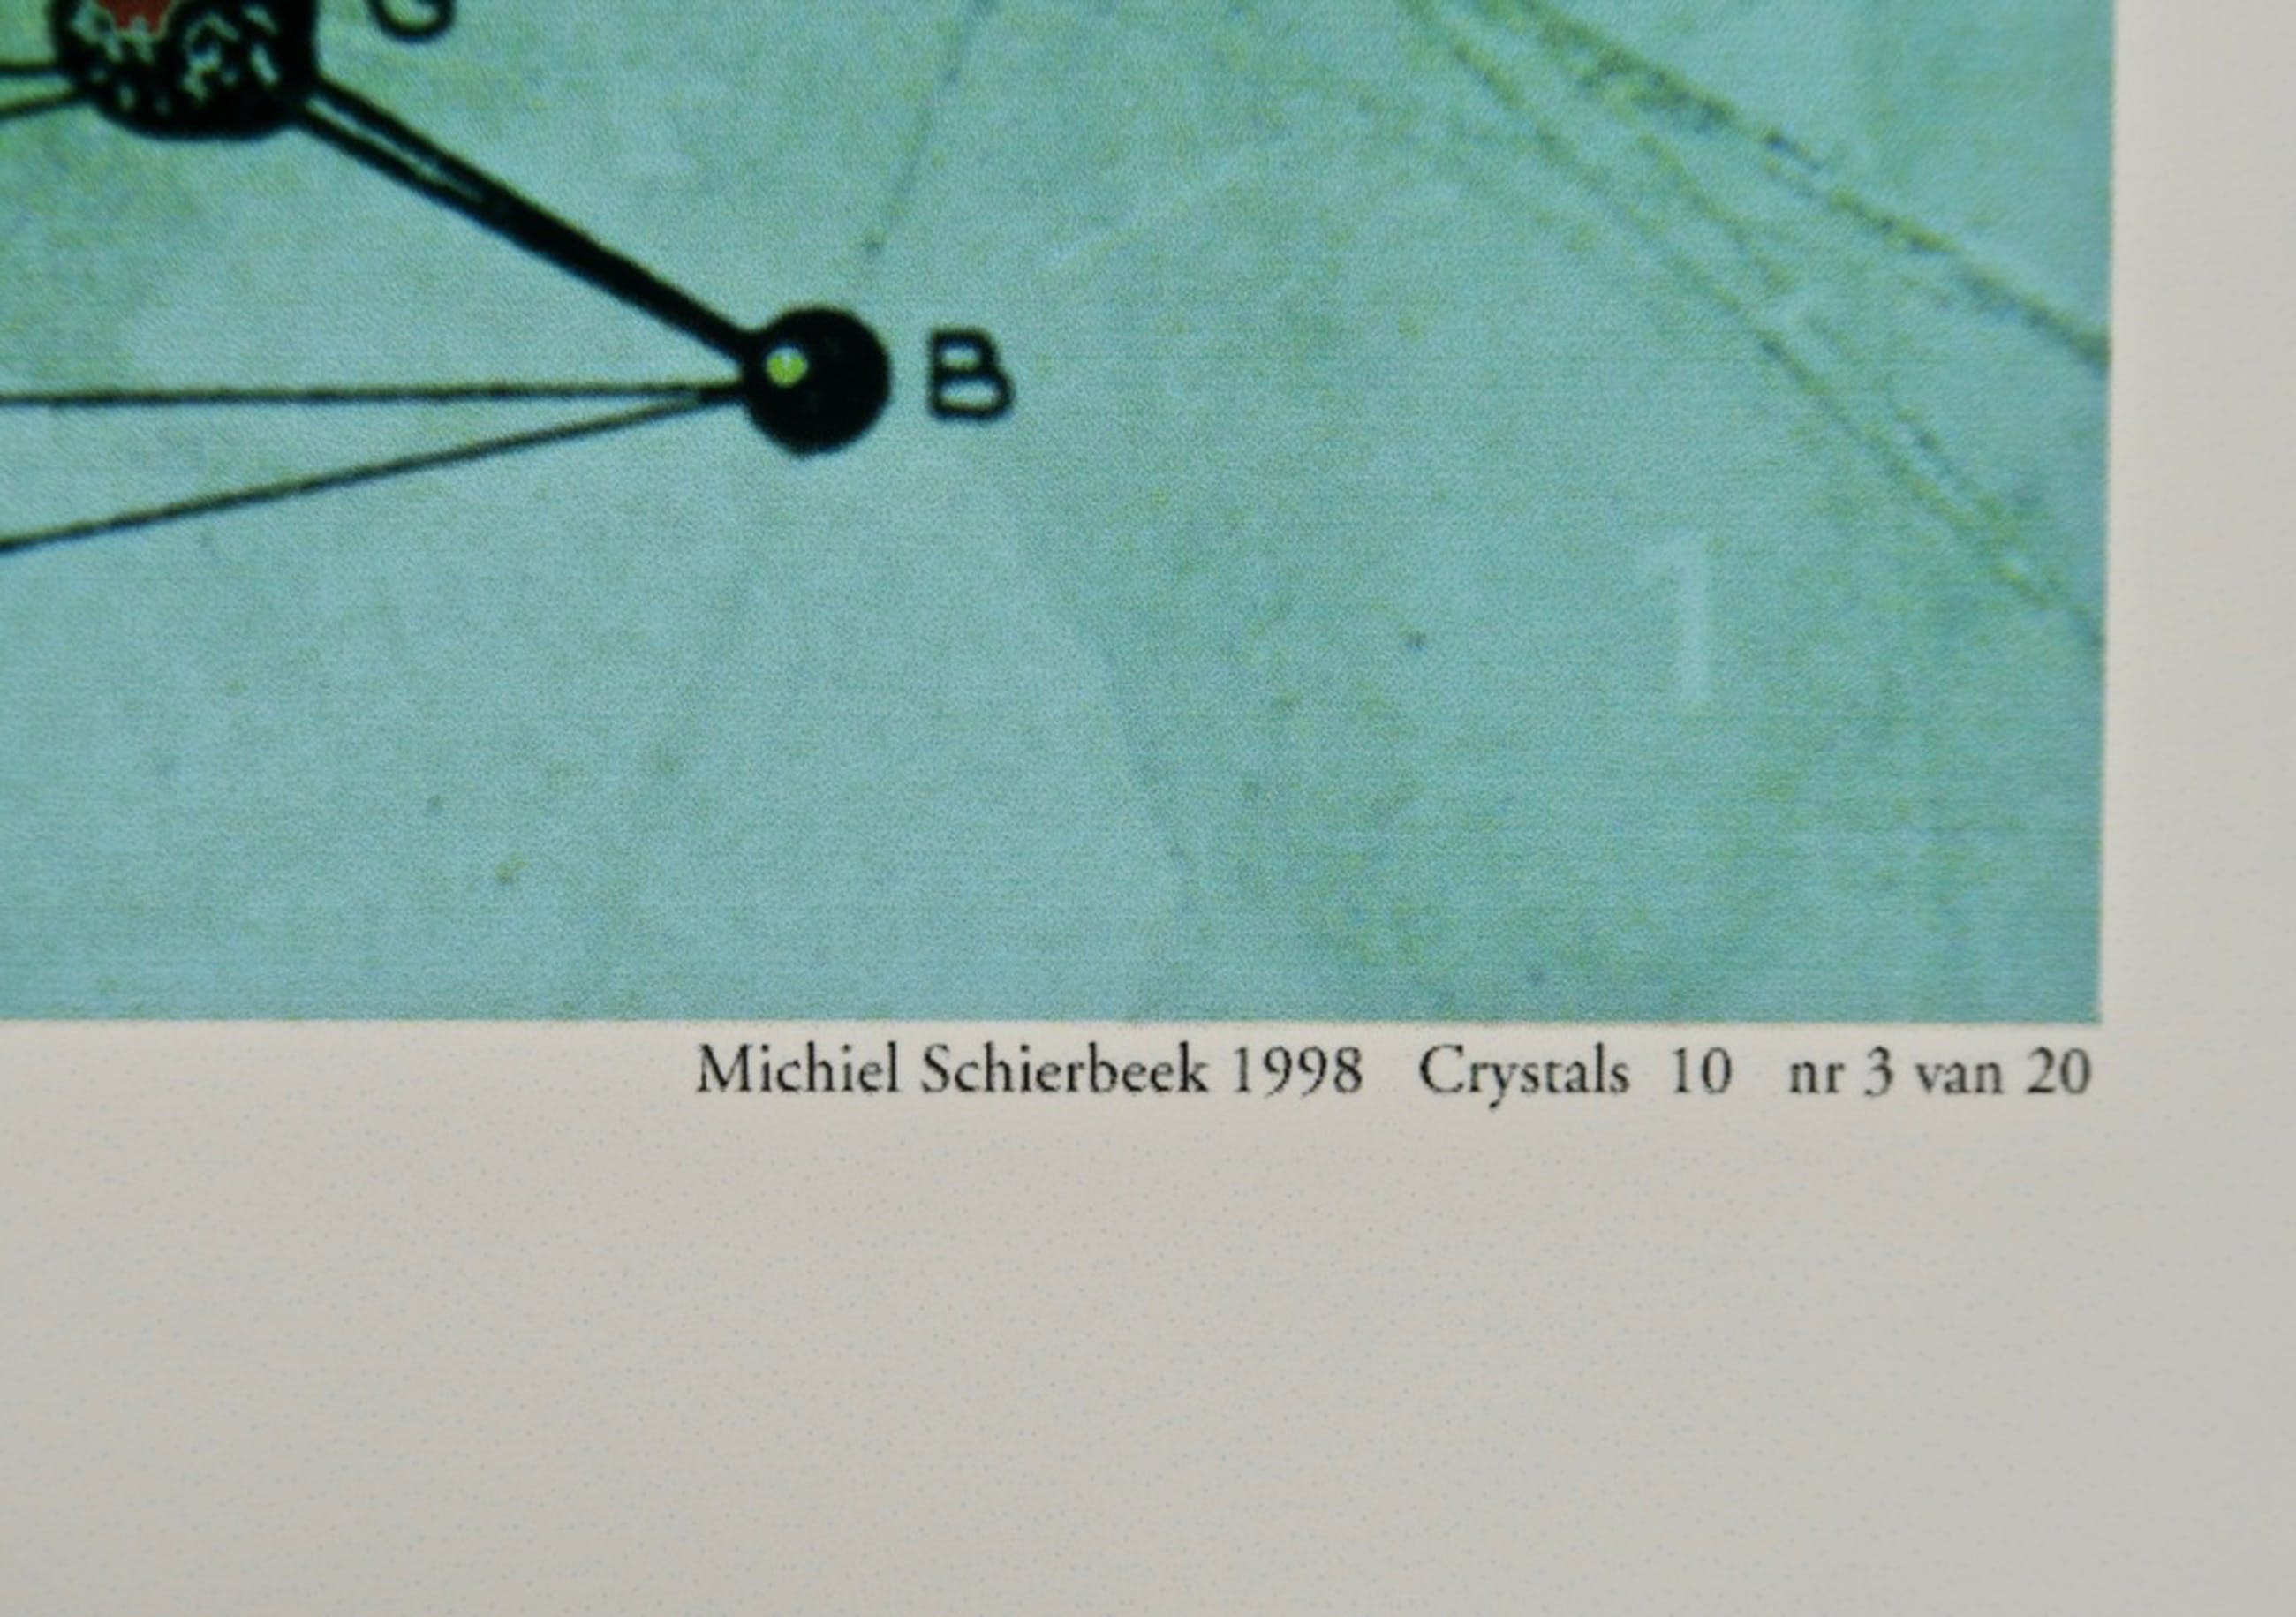 G
B
1
Michiel Schierbeek 1998 Crystals 10 nr 3 van 20